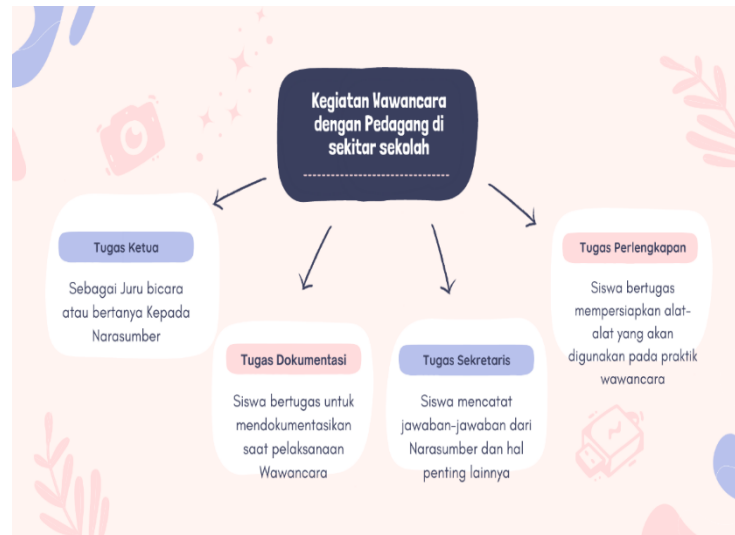 Kegiatan Wawancara
dengan Pedagang di
sekitar sekolah
Tugas Ketua
Sebagai Juru bicara
atau bertanya Kepada
Narasumber
Tugas Dokumentasi
Siswa bertugas untuk
mendokumentasikan
saat pelaksanaan
Wawancara
Tugas Sekretaris
Siswa mencatat
jawaban-jawaban dari
Narasumber dan hal
penting lainnya
Tugas Perlengkapan
Siswa bertugas
mempersiapkan alat-
alat yang akan
digunakan pada praktik
wawancara